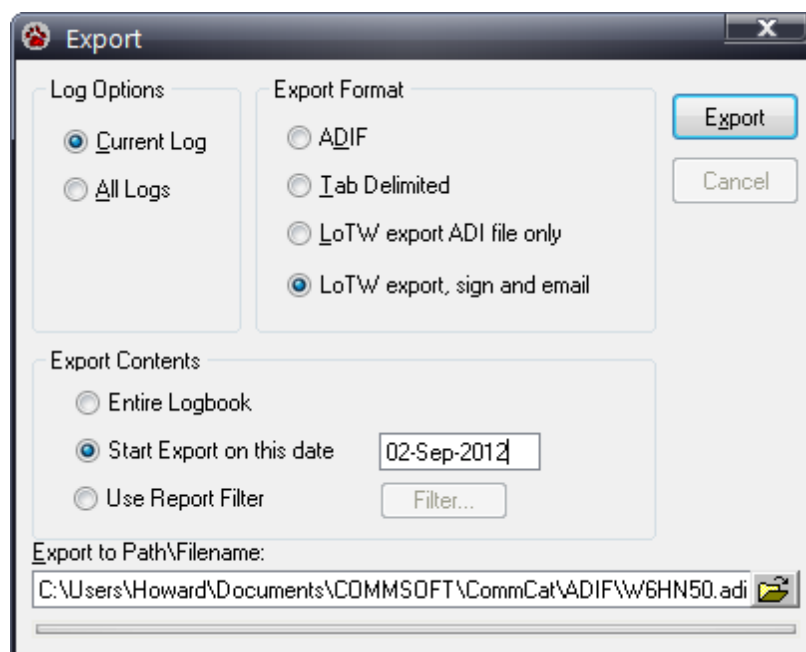 Export
X
Log Options
Current Log
All Logs
Export Format
ADIF
Tab Delimited
LoTW export ADI file only
LoTW export, sign and email
Export
Cancel
Export Contents
Entire Logbook
Start Export on this date 02-Sep-2012
Use Report Filter Filter...
Export to Path\Filename:
C:\Users\Howard\Documents\COMMSOFT\CommCat\ADIF\W6HN50.adi